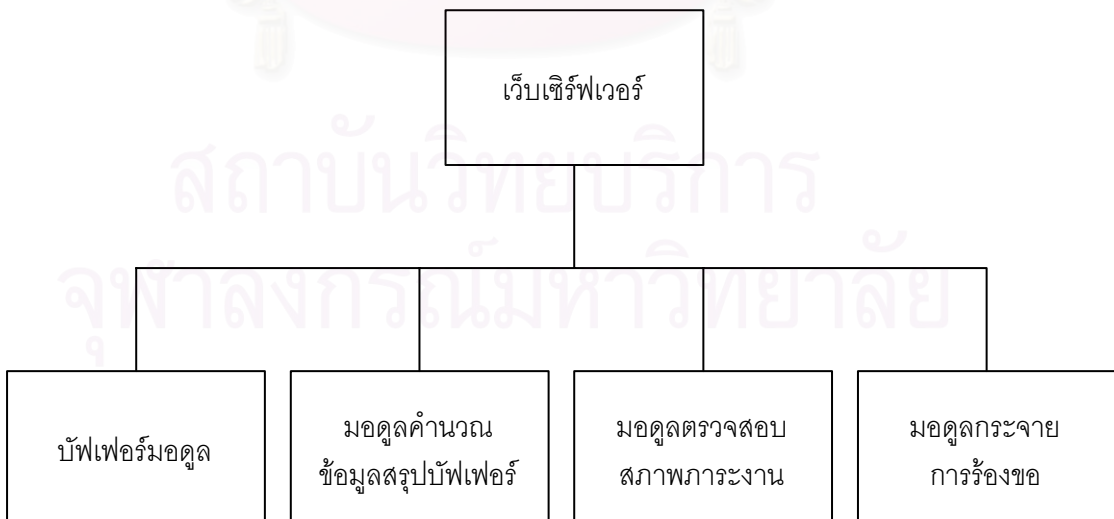 เว็บเซิร์ฟเวอร์
สถาบันวิทยบริการ
จุฬาลงกรณ์มหาวิทยาลัย
บัฟเฟอร์มอดูล
มอดูลคำนวณ
ข้อมูลสรุปบัฟเฟอร์
มอดูลตรวจสอบ
สภาพภาระงาน
มอดูลกระจาย
การร้องขอ